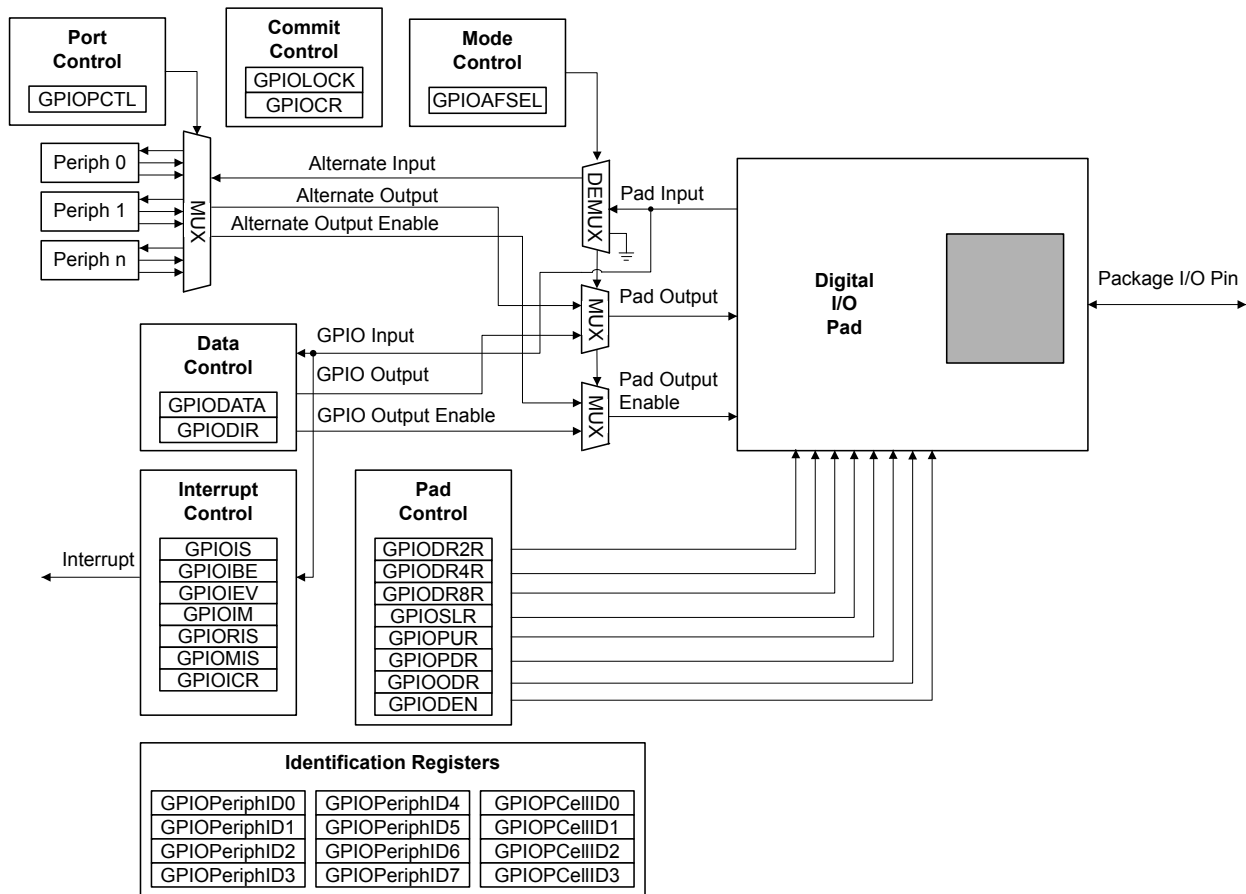 Port
Control
GPIOPCTL
Commit
Control
GPIOLOCK
GPIOCR
Mode
Control
GPIOAFSEL
Periph 0
Periph 1
Periph n
MUX
Alternate Input
Alternate Output
Alternate Output Enable
DEMUX
Pad Input
MUX
Pad Output
MUX
Pad Output
Enable
Digital
I/O
Pad
Package I/O Pin
Data
Control
GPIODATA
GPIODIR
GPIO Input
GPIO Output
GPIO Output Enable
Interrupt
Control
GPIOIS
GPIOIBE
GPIOIEV
GPIOIM
GPIORIS
GPIOMIS
GPIOICR
Interrupt
Pad
Control
GPIODR2R
GPIODR4R
GPIODR8R
GPIOSLR
GPIOPUR
GPIOPDR
GPIOODR
GPIODEN
Identification Registers
GPIOPeriphID0
GPIOPeriphID1
GPIOPeriphID2
GPIOPeriphID3
GPIOPeriphID4
GPIOPeriphID5
GPIOPeriphID6
GPIOPeriphID7
GPIOPCellID0
GPIOPCellID1
GPIOPCellID2
GPIOPCellID3